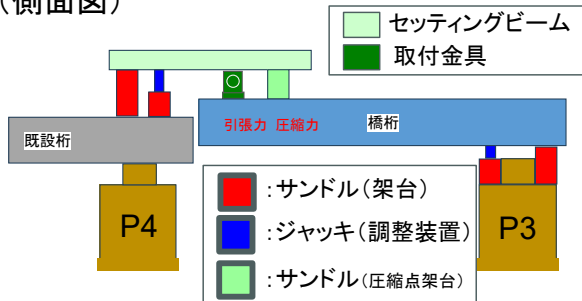 (側面図)
セッティングビーム
取付金具
引張力 圧縮力
橋桁
既設桁
P4
P3
:サンドル(架台)
:ジャッキ(調整装置)
:サンドル(圧縮点架台)